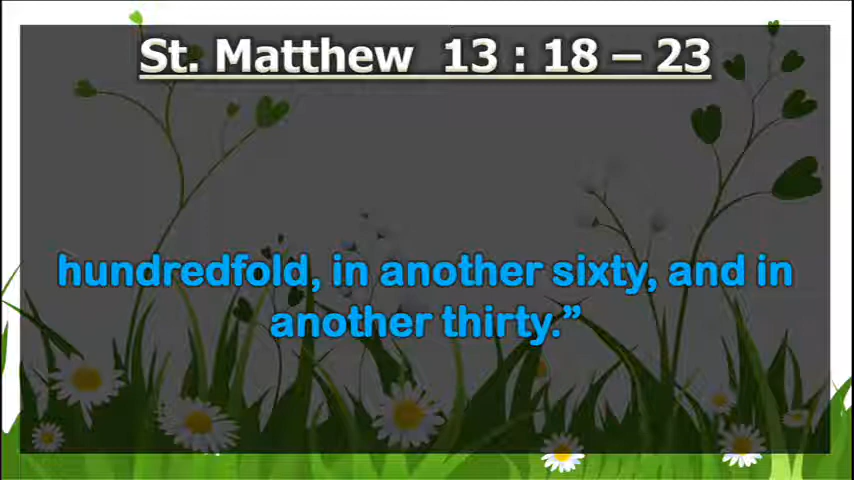 St. Matthew 13 : 18 – 23
hundredfold, in another sixty, and in
another thirty.”